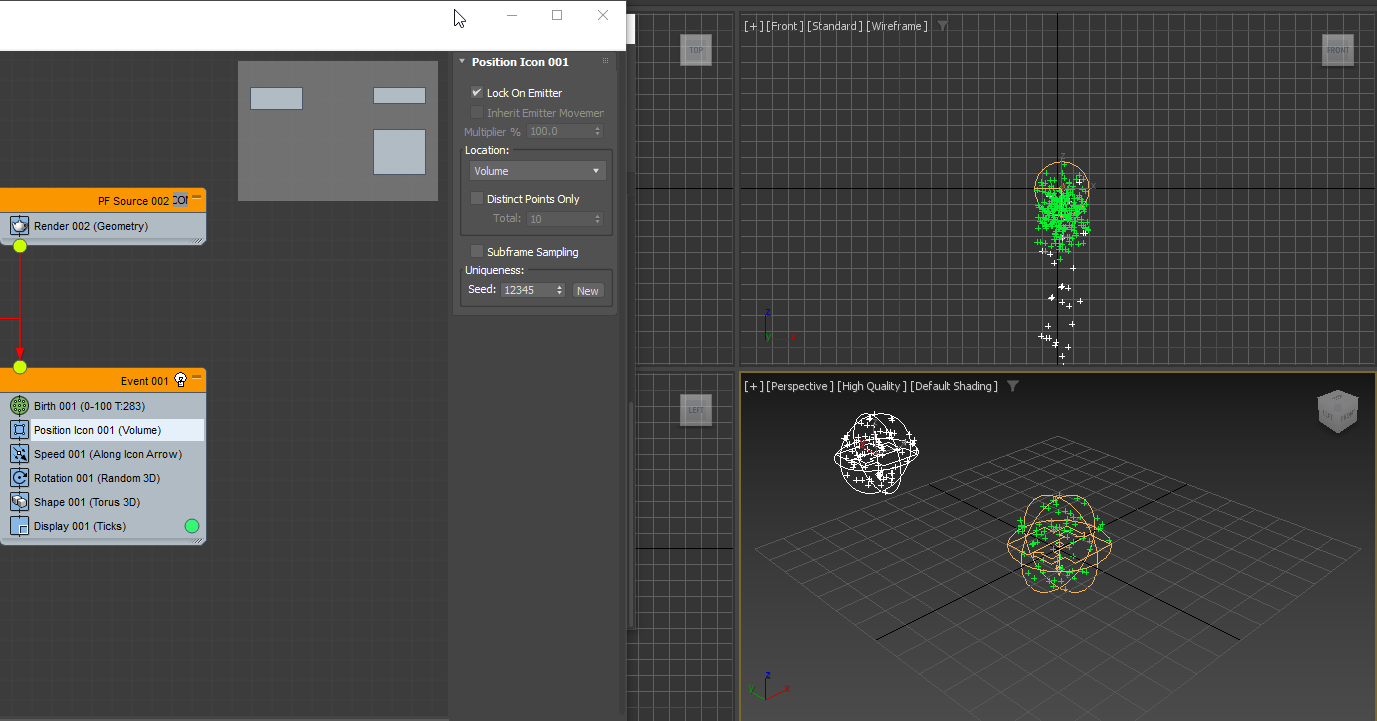 Position Icon 001
Lock On Emitter
Inherit Emitter Movemen
Multiplier % 100.0
Location:
Volume
Distinct Points Only
Total: 10
Subframe Sampling
Uniqueness:
Seed: 12345 New
PF Source 002
Render 002 (Geometry)
Event 001
Birth 001 (0-100 T:283)
Position Icon 001 (Volume)
Speed 001 (Along Icon Arrow)
Rotation 001 (Random 3D)
Shape 001 (Torus 3D)
Display 001 (Ticks)
TOP
[+] [Front] [Standard] [Wireframe]
FRONT
z
x
z
y
x
LEFT
[+] [Perspective] [High Quality] [Default Shading]
z
y
x